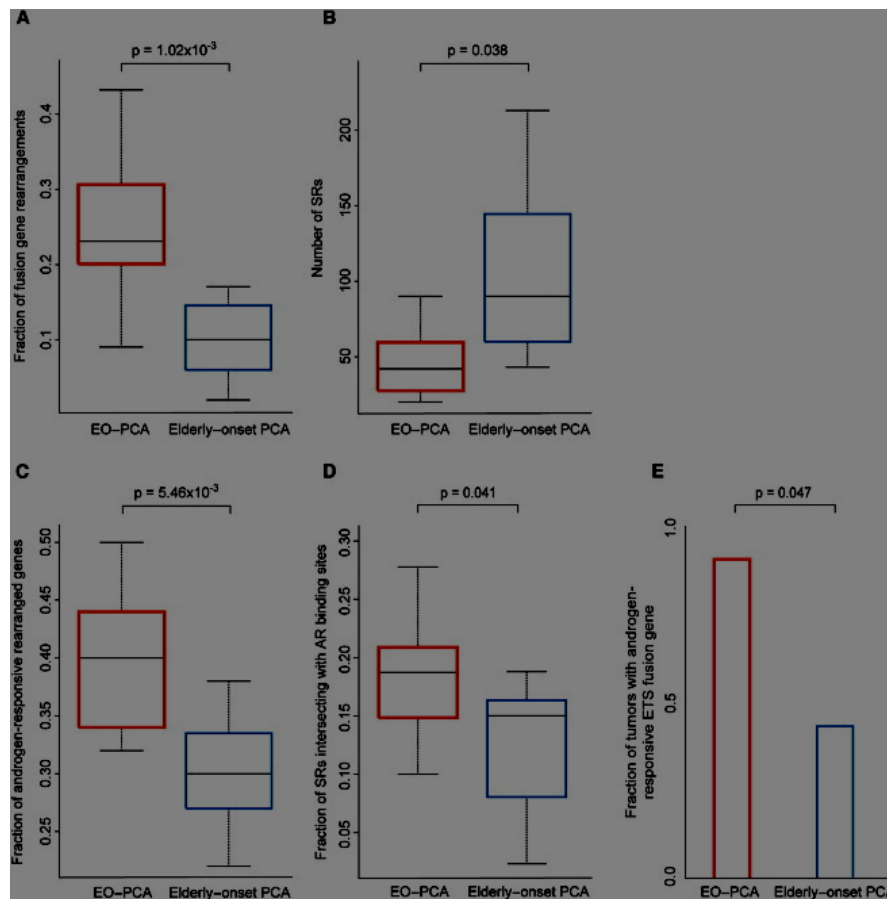 A
p = 1.02x10-3
Fraction of fusion gene rearrangements
0.4
0.3
0.2
0.1
EO–PCA
Elderly–onset PCA
B
p = 0.038
Number of SRs
200
150
100
50
EO–PCA
Elderly–onset PCA
C
p = 5.46x10-3
Fraction of androgen–responsive rearranged genes
0.50
0.45
0.40
0.35
0.30
0.25
EO–PCA
Elderly–onset PCA
D
p = 0.041
Fraction of SRs intersecting with AR binding sites
0.30
0.25
0.20
0.15
0.10
0.05
EO–PCA
Elderly–onset PCA
E
p = 0.047
Fraction of tumors with androgen-
responsive ETS fusion gene
1.0
0.5
0.0
EO–PCA
Elderly–onset PCA